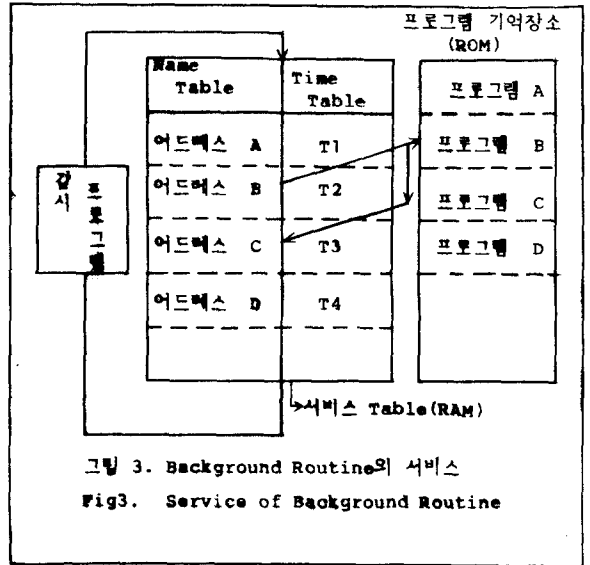 프로그램 기억장소
(ROM)
Name
Table
Time
Table
프로그램 A
어드레스 A T1
프로그램 B
어드레스 B T2
프로그램 C
어드레스 C T3
프로그램 D
어드레스 D T4
감시
프로그램
서비스 Table(RAM)
그림 3. Background Routine의 서비스
Fig3. Service of Background Routine